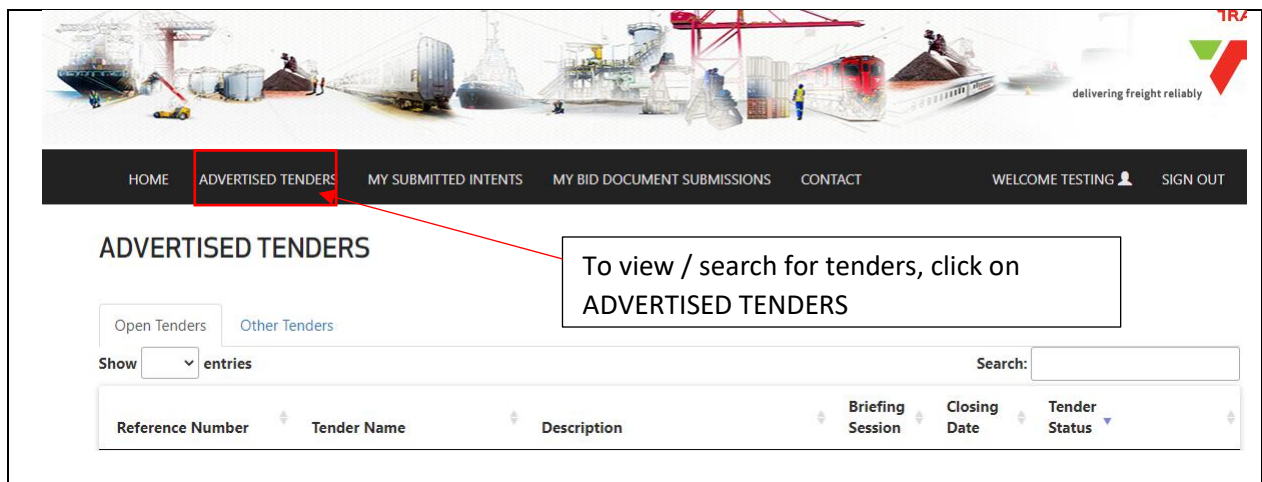 delivering freight reliably
HOME ADVERTISED TENDERS MY SUBMITTED INTENTS MY BID DOCUMENT SUBMISSIONS CONTACT WELCOME TESTING SIGN OUT
ADVERTISED TENDERS
To view / search for tenders, click on
ADVERTISED TENDERS
Open Tenders Other Tenders
Show entries Search:
Reference Number Tender Name Description Briefing Session Closing Date Tender Status